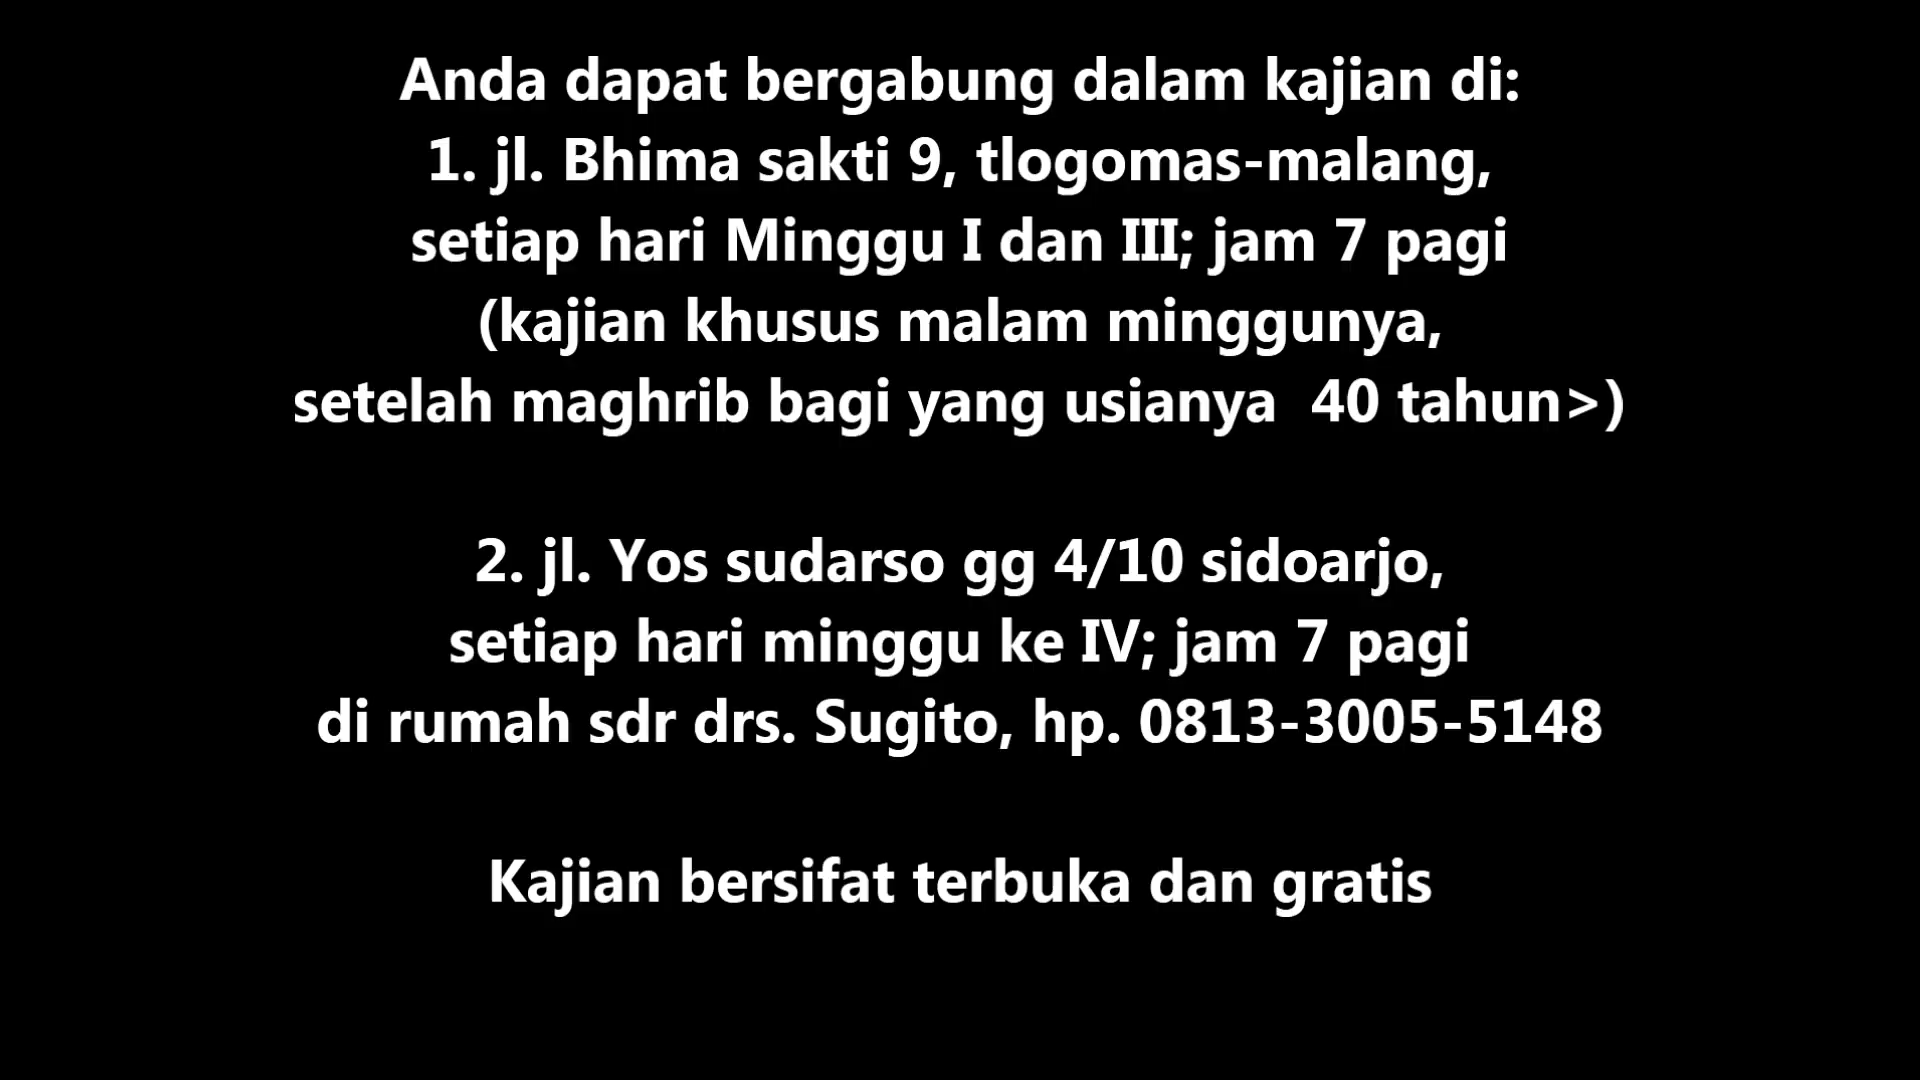 Anda dapat bergabung dalam kajian di:
1. jl. Bhima sakti 9, tlogomas-malang,
setiap hari Minggu I dan III; jam 7 pagi
(kajian khusus malam minggunya,
setelah maghrib bagi yang usianya  40 tahun>)
2. jl. Yos sudarso gg 4/10 sidoarjo,
setiap hari minggu ke IV; jam 7 pagi
di rumah sdr drs. Sugito, hp. 0813-3005-5148
Kajian bersifat terbuka dan gratis